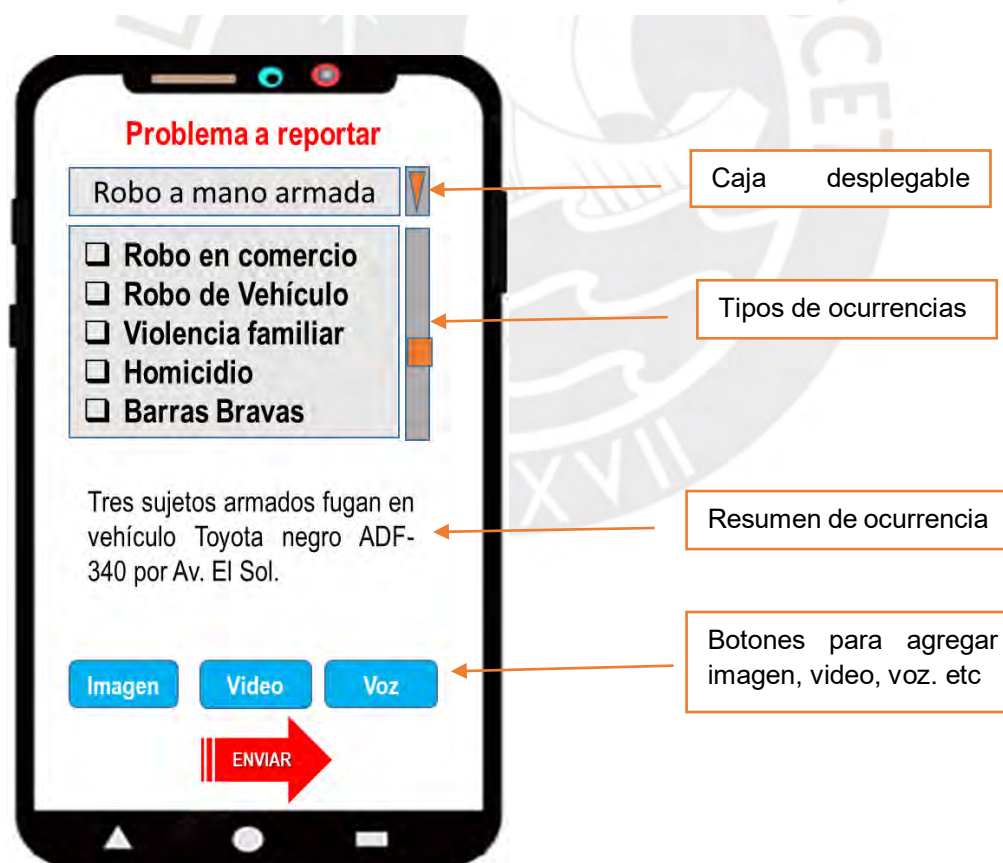 Problema a reportar
Robo a mano armada
Caja desplegable
Robo en comercio
Robo de Vehículo
Violencia familiar
Homicidio
Barras Bravas
Tipos de ocurrencias
Tres sujetos armados fugan en
vehículo Toyota negro ADF-
340 por Av. El Sol.
Resumen de ocurrencia
Imagen
Video
Voz
Botones para agregar
imagen, video, voz. etc
ENVIAR
XVII